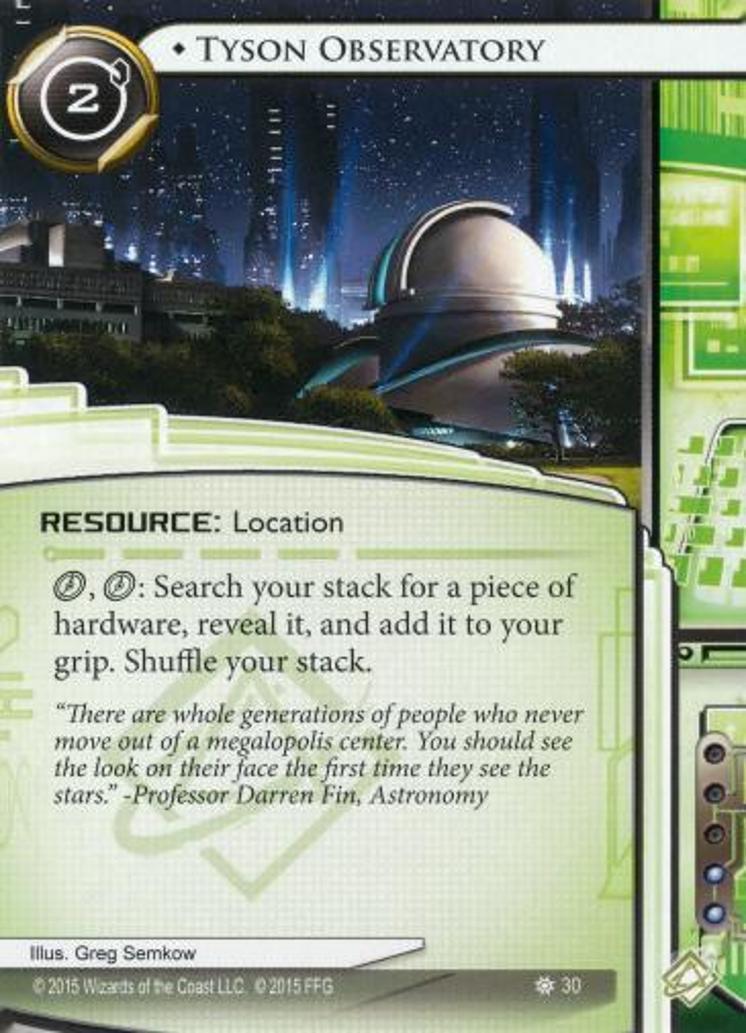 ♦ TYSON OBSERVATORY
2
RESOURCE: Location
, : Search your stack for a piece of
hardware, reveal it, and add it to your
grip. Shuffle your stack.
“There are whole generations of people who never
move out of a megalopolis center. You should see
the look on their face the first time they see the
stars.” -Professor Darren Fin, Astronomy
Illus. Greg Semkow
© 2015 Wizards of the Coast LLC. © 2015 FFG
30